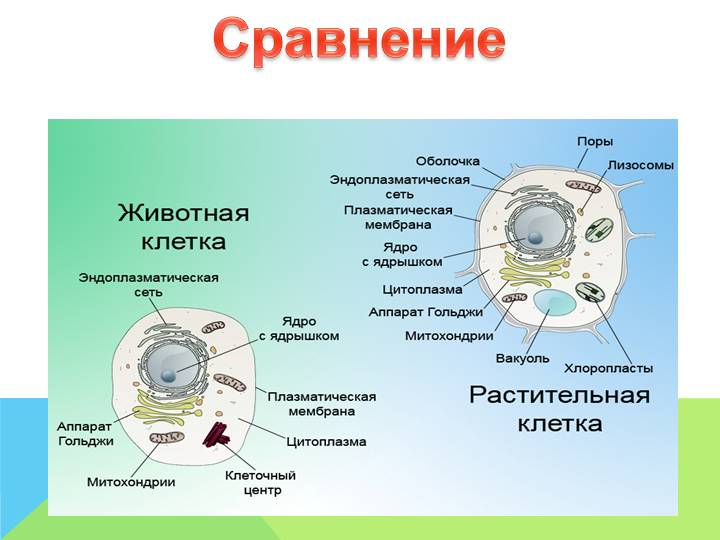 Сравнение
Животная
клетка
Эндоплазматическая
сеть
Ядро
с ядрышком
Плазматическая
мембрана
Цитоплазма
Клеточный
центр
Митохондрии
Аппарат
Гольджи
Поры
Лизосомы
Оболочка
Эндоплазматическая
сеть
Плазматическая
мембрана
Ядро
с ядрышком
Цитоплазма
Аппарат Гольджи
Митохондрии
Вакуоль
Хлоропласты
Растительная
клетка